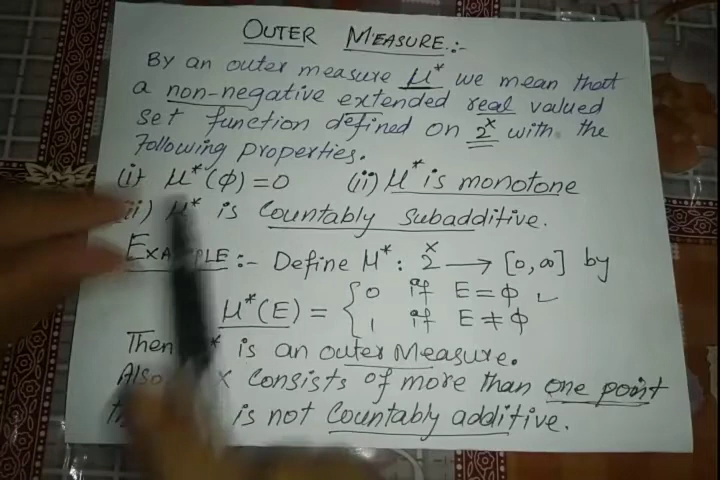 OUTER MEASURE:-
By an outer measure μ* we mean that
a non-negative extended real valued
set function defined on 2^X with the
following properties.
(i) μ*(φ)=0 (ii) μ* is monotone
ii) μ* is Countably Subadditive.
EXAMPLE:- Define μ*: 2^X → [0,∞] by
μ*(E) = { 0 if E=φ ✓
1 if E≠φ
Then * is an outer Measure.
Also X Consists of more than one point
is not Countably additive.